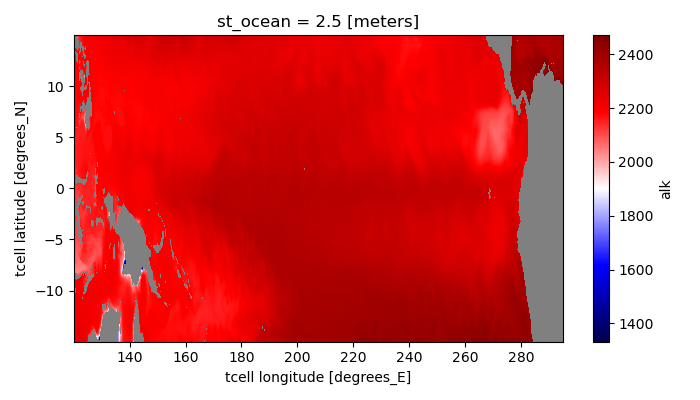 st_ocean = 2.5 [meters]
tcell latitude [degrees_N]
10
5
0
−5
−10
140 160 180 200 220 240 260 280
tcell longitude [degrees_E]
2400
2200
2000
1800
1600
1400
alk